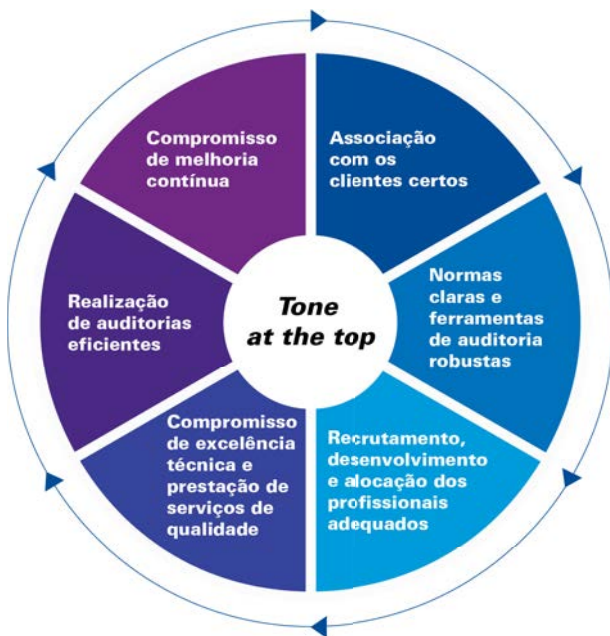 Compromisso
de melhoria
contínua
Associação
com os
clientes certos
Normas
claras e
ferramentas
de auditoria
robustas
Recrutamento,
desenvolvimento
e alocação dos
profissionais
adequados
Compromisso
de excelência
técnica e
prestação de
serviços de
qualidade
Realização
de auditorias
eficientes
Tone
at the top